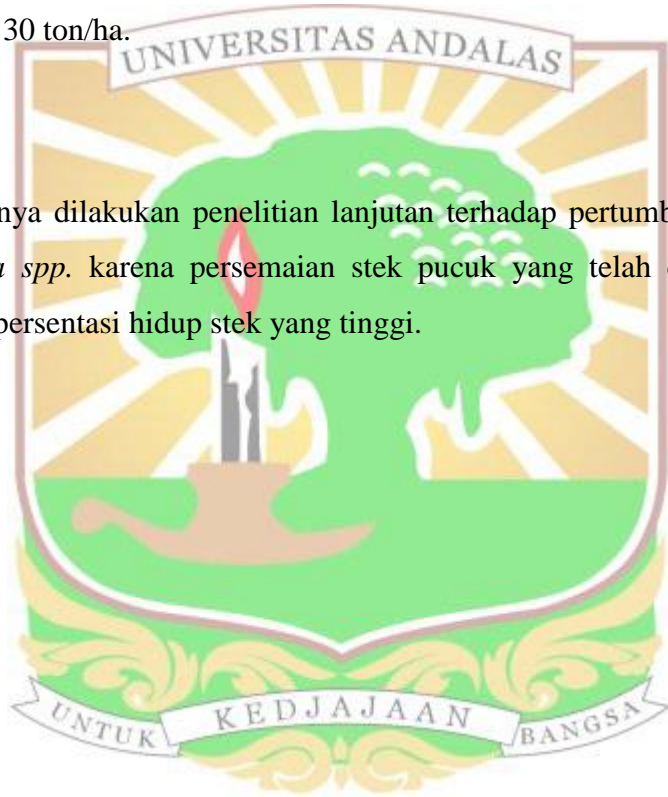 30 ton/ha.
UNIVERSITAS ANDALAS
nya dilakukan penelitian lanjutan terhadap pertumb
a spp. karena persemaian stek pucuk yang telah
persentasi hidup stek yang tinggi.
UNTUK KEDJAJAAN BANGSA